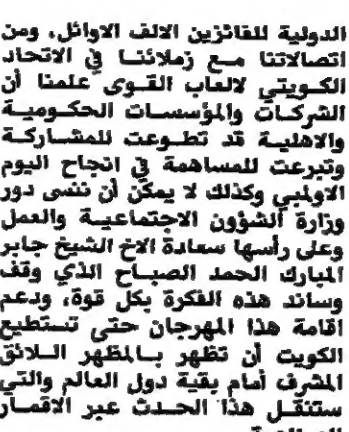 الدولية للفائزين الالف الاوائل، ومن
اتصالاتنا مع زملائنا في الاتحاد
الكويتي لالعاب القوى علمنا أن
الشركات والمؤسسات الحكومية
والاهلية قد تطوعت للمشاركة
وتبرعت للمساهمة في انجاح اليوم
الاولمبي وكذلك لا يمكن أن ننسى دور
وزارة الشؤون الاجتماعية والعمل
وعلى رأسها سعادة الاخ الشيخ جابر
المبارك الحمد الصباح الذي وقف
وساند هذه الفكرة بكل قوة، ودعم
اقامة هذا المهرجان حتى تستطيع
الكويت أن تظهر بالمظهر اللائق
المشرف أمام بقية دول العالم والتي
ستنقل هذا الحدث عبر الاقمار